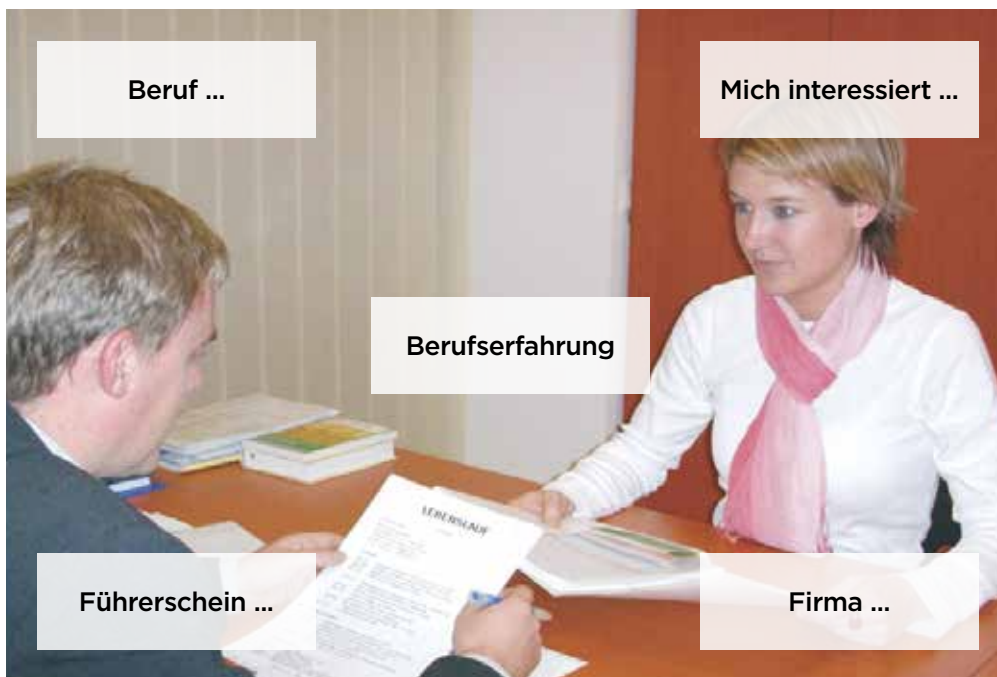 Beruf ...
Mich interessiert ...
Berufserfahrung
LEBENSLAUF
Führerschein ...
Firma ...